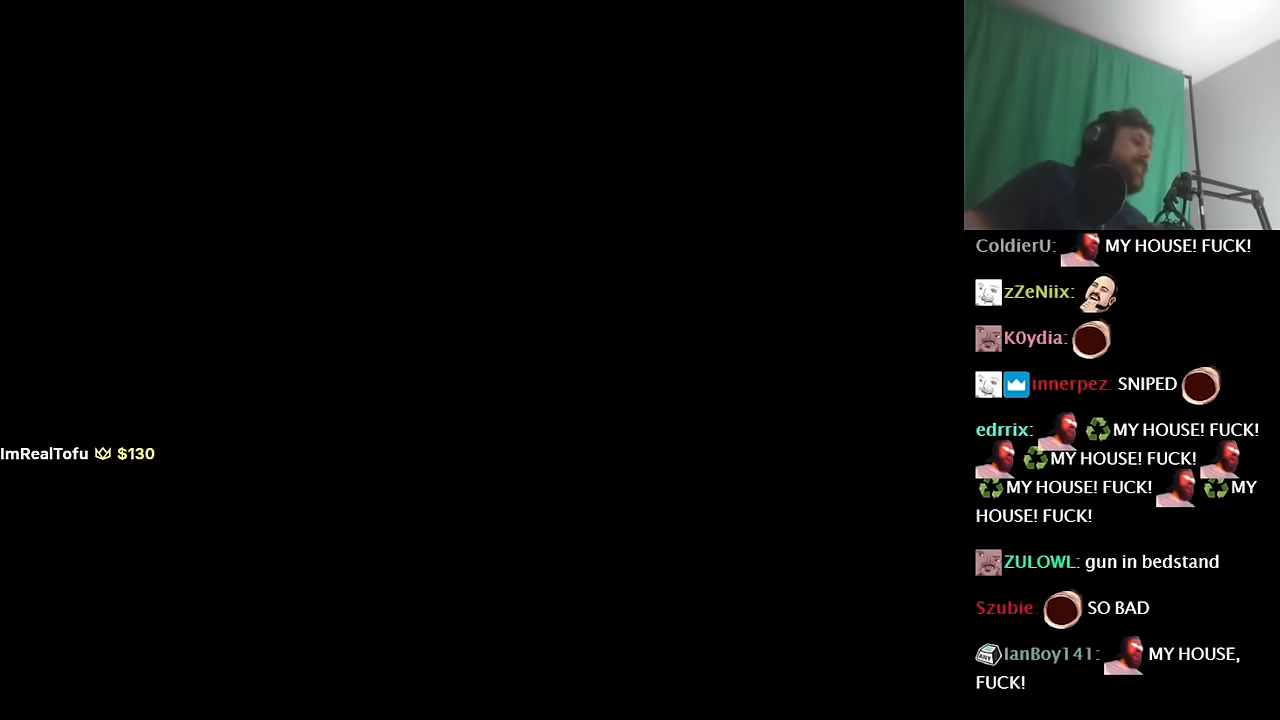 ColdierU: MY HOUSE! FUCK!
zZeNiix:
K0ydia:
innerpez: SNIPED
edrrix: ♻MY HOUSE! FUCK!
♻MY HOUSE! FUCK!
♻MY HOUSE! FUCK! ♻MY
HOUSE! FUCK!
ImRealTofu $130
ZULOWL: gun in bedstand
Szubie: SO BAD
IanBoy141: MY HOUSE,
FUCK!